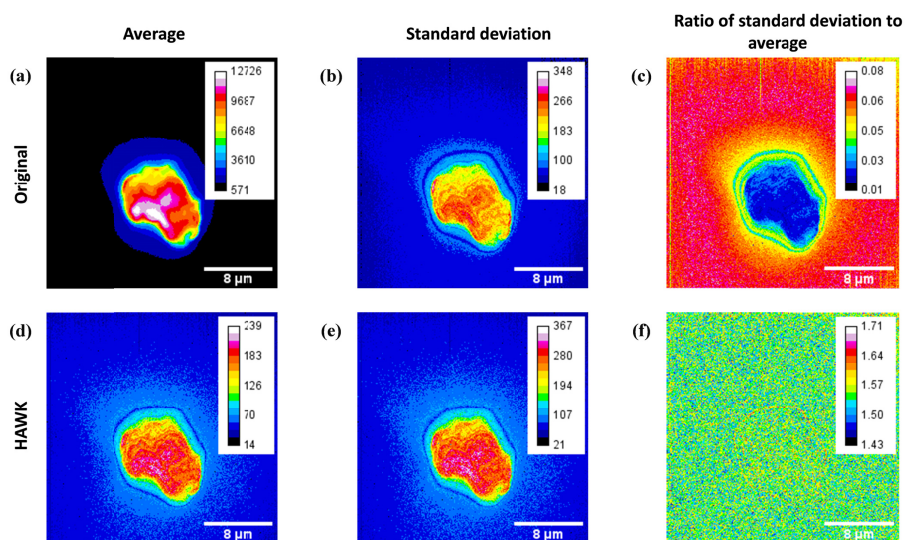 Average
Standard deviation
Ratio of standard deviation to
average
(a)
12726
9687
6648
3610
571
8 μm
(b)
348
266
183
100
18
8 μm
(c)
0.08
0.06
0.05
0.03
0.01
8 μm
Original
(d)
239
183
126
70
14
8 μm
(e)
367
280
194
107
21
8 μm
(f)
1.71
1.64
1.57
1.50
1.43
8 μm
HAWK